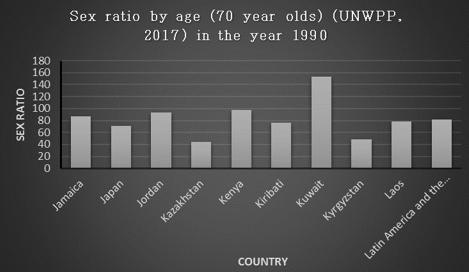 Sex ratio by age (70 year olds) (UNWPP,
2017) in the year 1990
SEX RATIO
180
160
140
120
100
80
60
40
20
0
Jamaica
Japan
Jordan
Kazakhstan
Kenya
Kiribati
Kuwait
Kyrgyzstan
Laos
Latin America and the...
COUNTRY